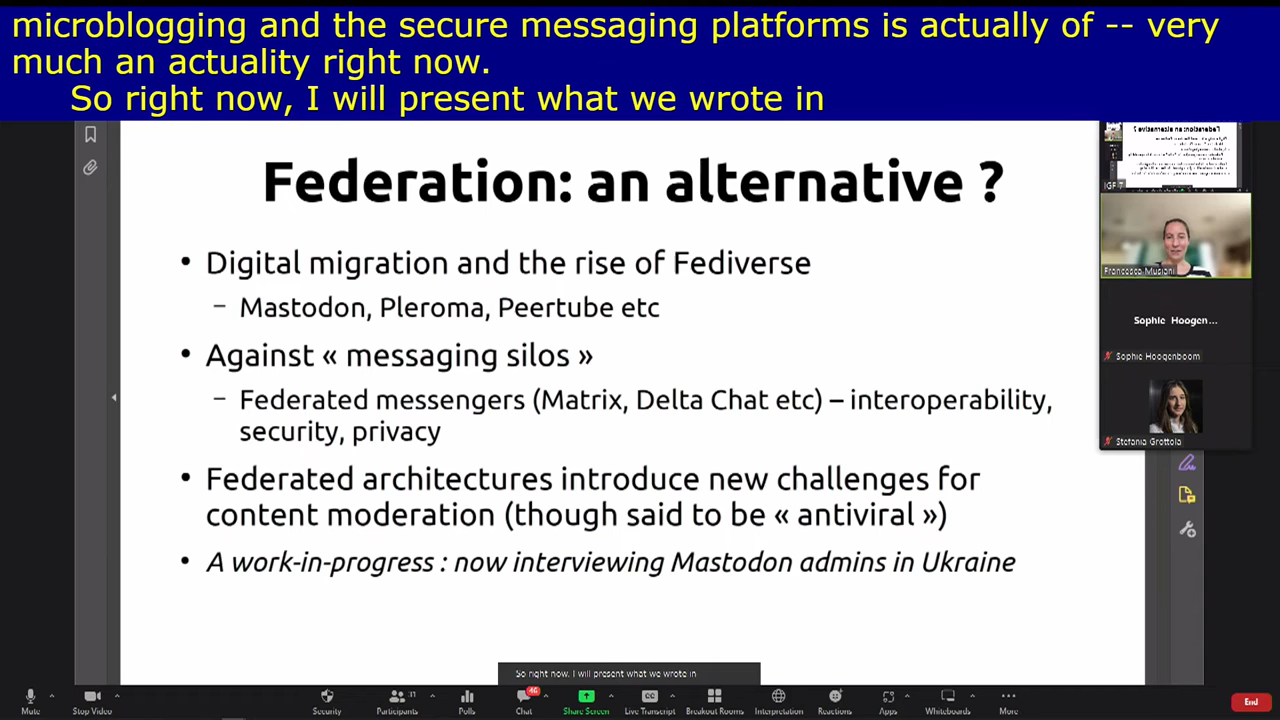 microblogging and the secure messaging platforms is actually of -- very
much an actuality right now.
So right now, I will present what we wrote in
Federation: an alternative ?
• Digital migration and the rise of Fediverse
– Mastodon, Pleroma, Peertube etc
• Against « messaging silos »
– Federated messengers (Matrix, Delta Chat etc) – interoperability,
security, privacy
• Federated architectures introduce new challenges for
content moderation (though said to be « antiviral »)
• A work-in-progress : now interviewing Mastodon admins in Ukraine
Francesca Musiani
Sophie Hoogen...
Sophie Hoogenboom
Stefania Grottola
So right now, I will present what we wrote in
Mute
Stop Video
Security
Participants
31
Polls
Chat
46
Share Screen
Live Transcript
Breakout Rooms
Interpretation
Reactions
Apps
Whiteboards
More
End